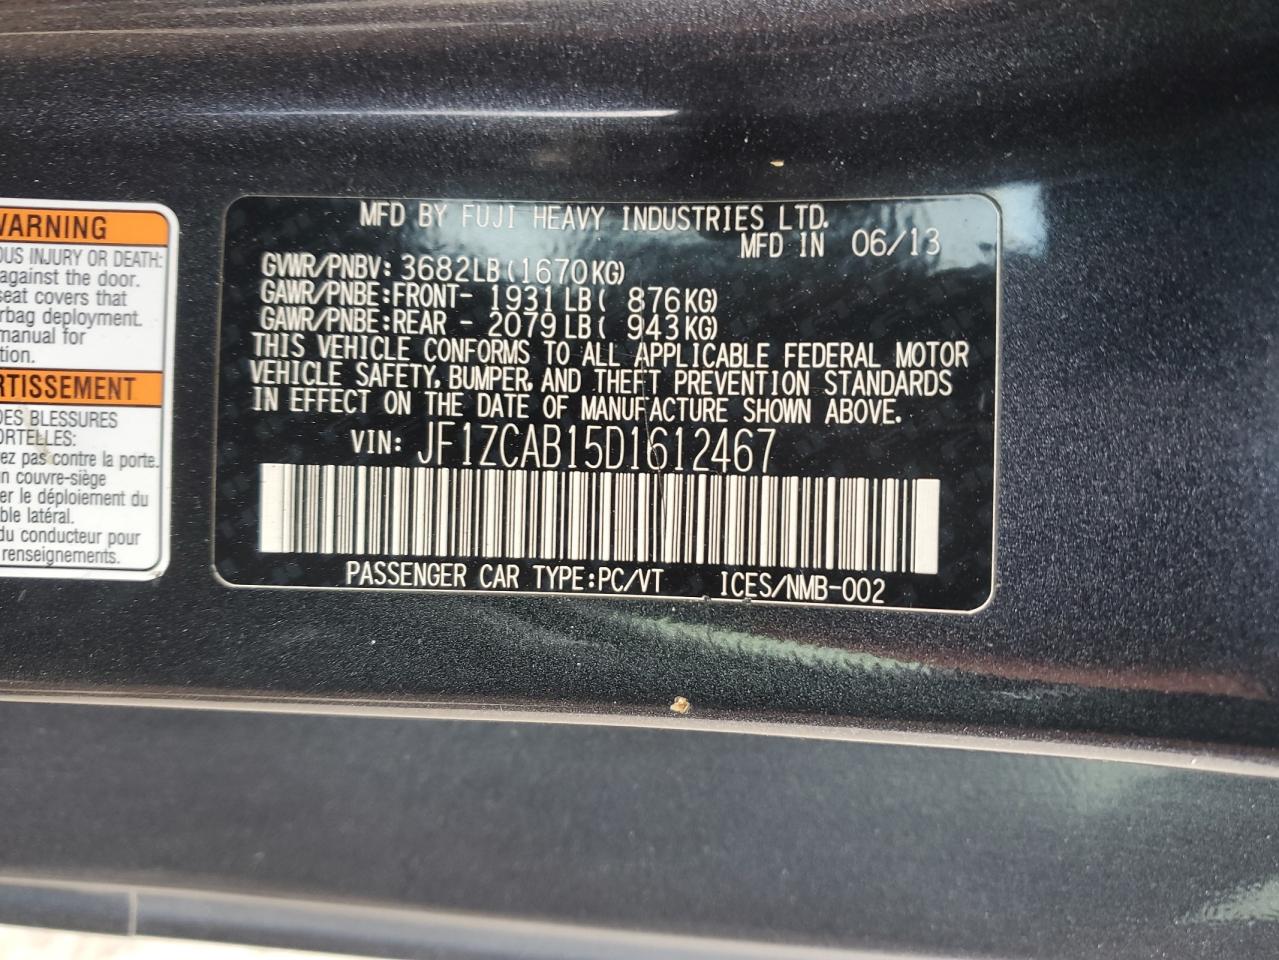 WARNING
OUS INJURY OR DEATH:
against the door.
seat covers that
rbag deployment.
manual for
tion.
RTISSEMENT
DES BLESSURES
ORTELLES:
ez pas contre la porte.
n couvre-siège
er le déploiement du
ble latéral.
du conducteur pour
renseignements.
MFD BY FUJI HEAVY INDUSTRIES LTD.
MFD IN 06/13
GVWR/PNBV: 3682LB(1670KG)
GAWR/PNBE:FRONT- 1931LB( 876KG)
GAWR/PNBE:REAR - 2079LB( 943KG)
THIS VEHICLE CONFORMS TO ALL APPLICABLE FEDERAL MOTOR
VEHICLE SAFETY, BUMPER, AND THEFT PREVENTION STANDARDS
IN EFFECT ON THE DATE OF MANUFACTURE SHOWN ABOVE.
VIN: JF1ZCAB15D1612467
PASSENGER CAR TYPE:PC/VT ICES/NMB-002